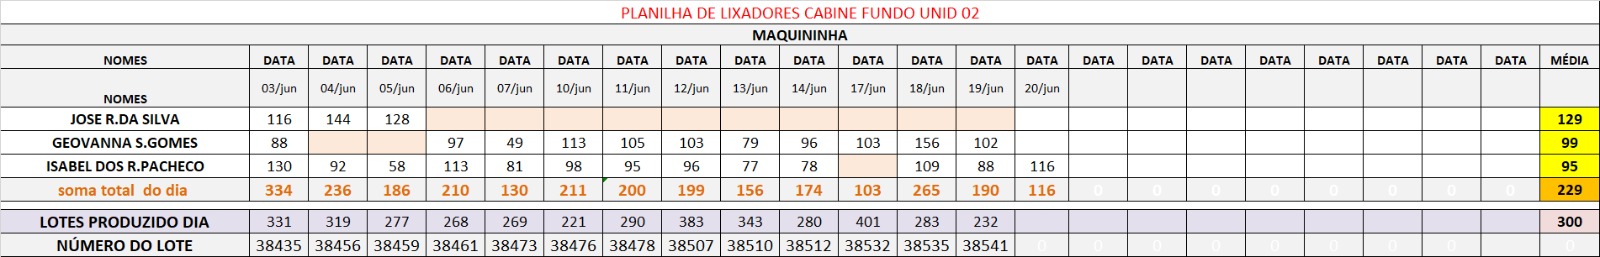 PLANILHA DE LIXADORES CABINE FUNDO UNID 02
MAQUININHA
NOMES DATA DATA DATA DATA DATA DATA DATA DATA DATA DATA DATA DATA DATA DATA DATA DATA DATA DATA DATA DATA DATA DATA MÉDIA
NOMES 03/jun 04/jun 05/jun 06/jun 07/jun 10/jun 11/jun 12/jun 13/jun 14/jun 17/jun 18/jun 19/jun 20/jun
JOSE R.DA SILVA 116 144 128 129
GEOVANNA S.GOMES 88 97 49 113 105 103 79 96 103 156 102 99
ISABEL DOS R.PACHECO 130 92 58 113 81 98 95 96 77 78 109 88 116 95
soma total do dia 334 236 186 210 130 211 200 199 156 174 103 265 190 116 0 0 0 0 0 0 0 0 229
LOTES PRODUZIDO DIA 331 319 277 268 269 221 290 383 343 280 401 283 232 300
NÚMERO DO LOTE 38435 38456 38459 38461 38473 38476 38478 38507 38510 38512 38532 38535 38541 0 0 0 0 0 0 0 0 0